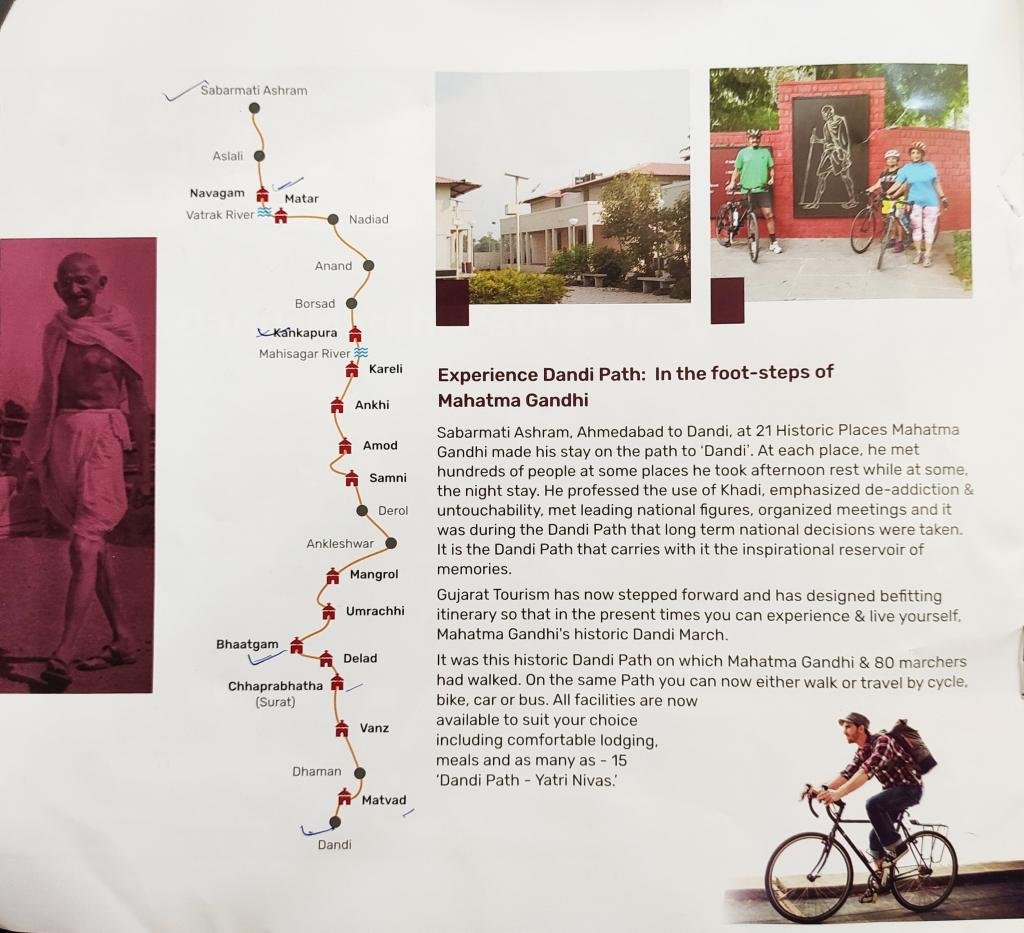 Sabarmati Ashram
Aslali
Navagam
Matar
Vatrak River
Nadiad
Anand
Borsad
Kankapura
Mahisagar River
Kareli
Ankhi
Amod
Samni
Derol
Ankleshwar
Mangrol
Umrachhi
Bhaatgam
Delad
Chhaprabhatha
(Surat)
Vanz
Dhaman
Matvad
Dandi
Experience Dandi Path: In the foot-steps of
Mahatma Gandhi
Sabarmati Ashram, Ahmedabad to Dandi, at 21 Historic Places Mahatma
Gandhi made his stay on the path to 'Dandi'. At each place, he met
hundreds of people at some places he took afternoon rest while at some,
the night stay. He professed the use of Khadi, emphasized de-addiction &
untouchability, met leading national figures, organized meetings and it
was during the Dandi Path that long term national decisions were taken.
It is the Dandi Path that carries with it the inspirational reservoir of
memories.
Gujarat Tourism has now stepped forward and has designed befitting
itinerary so that in the present times you can experience & live yourself,
Mahatma Gandhi's historic Dandi March.
It was this historic Dandi Path on which Mahatma Gandhi & 80 marchers
had walked. On the same Path you can now either walk or travel by cycle,
bike, car or bus. All facilities are now
available to suit your choice
including comfortable lodging,
meals and as many as - 15
'Dandi Path - Yatri Nivas.'